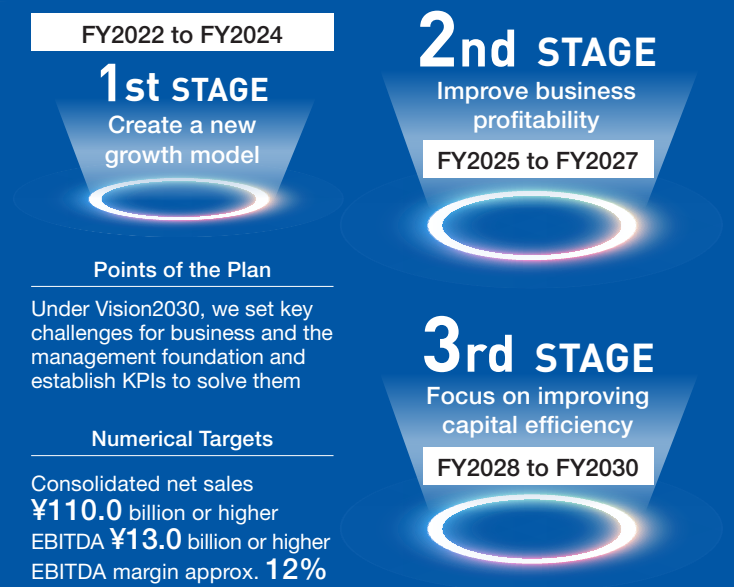 FY2022 to FY2024
1st STAGE
Create a new
growth model
Points of the Plan
Under Vision2030, we set key
challenges for business and the
management foundation and
establish KPIs to solve them
Numerical Targets
Consolidated net sales
¥110.0 billion or higher
EBITDA ¥13.0 billion or higher
EBITDA margin approx. 12%
2nd STAGE
Improve business
profitability
FY2025 to FY2027
3rd STAGE
Focus on improving
capital efficiency
FY2028 to FY2030